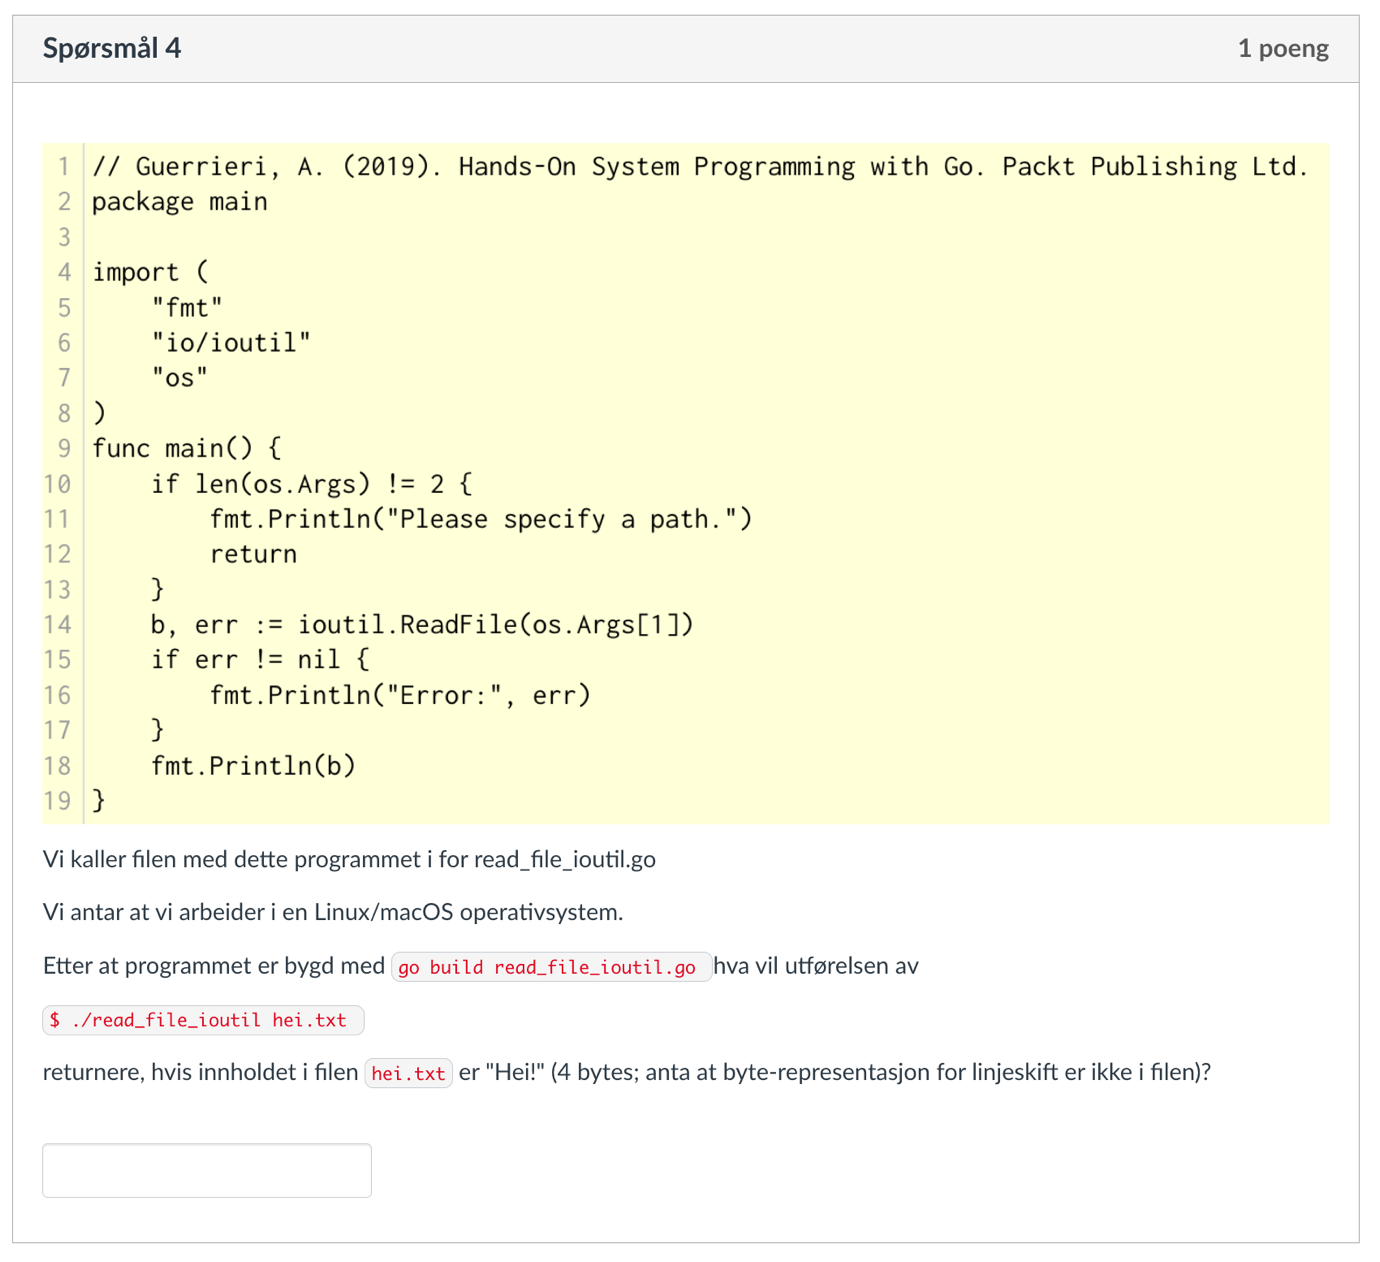 Spørsmål 4 1 poeng
1 // Guerrieri, A. (2019). Hands-On System Programming with Go. Packt Publishing Ltd.
2 package main
3
4 import (
5     "fmt"
6     "io/ioutil"
7     "os"
8 )
9 func main() {
10     if len(os.Args) != 2 {
11         fmt.Println("Please specify a path.")
12         return
13     }
14     b, err := ioutil.ReadFile(os.Args[1])
15     if err != nil {
16         fmt.Println("Error:", err)
17     }
18     fmt.Println(b)
19 }
Vi kaller filen med dette programmet i for read_file_ioutil.go
Vi antar at vi arbeider i en Linux/macOS operativsystem.
Etter at programmet er bygd med go build read_file_ioutil.go hva vil utførelsen av
$ ./read_file_ioutil hei.txt
returnere, hvis innholdet i filen hei.txt er "Hei!" (4 bytes; anta at byte-representasjon for linjeskift er ikke i filen)?